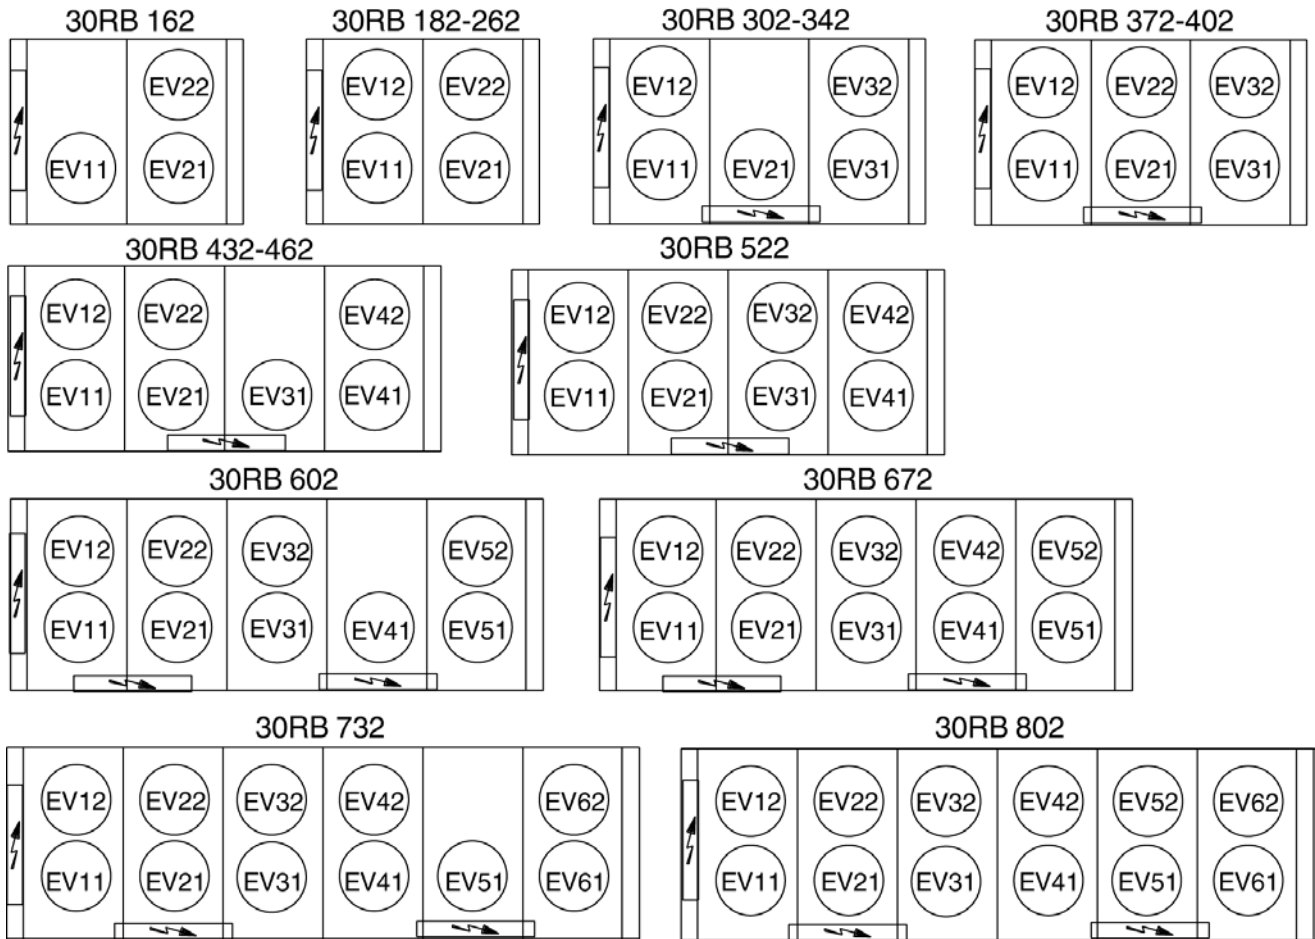 30RB 162 30RB 182-262 30RB 302-342 30RB 372-402
EV22 EV12 EV22 EV12 EV32 EV12 EV22 EV32
EV11 EV21 EV11 EV21 EV11 EV21 EV31 EV11 EV21 EV31
30RB 432-462 30RB 522
EV12 EV22 EV42 EV12 EV22 EV32 EV42
EV11 EV21 EV31 EV41 EV11 EV21 EV31 EV41
30RB 602 30RB 672
EV12 EV22 EV32 EV52 EV12 EV22 EV32 EV42 EV52
EV11 EV21 EV31 EV41 EV51 EV11 EV21 EV31 EV41 EV51
30RB 732 30RB 802
EV12 EV22 EV32 EV42 EV62 EV12 EV22 EV32 EV42 EV52 EV62
EV11 EV21 EV31 EV41 EV51 EV61 EV11 EV21 EV31 EV41 EV51 EV61